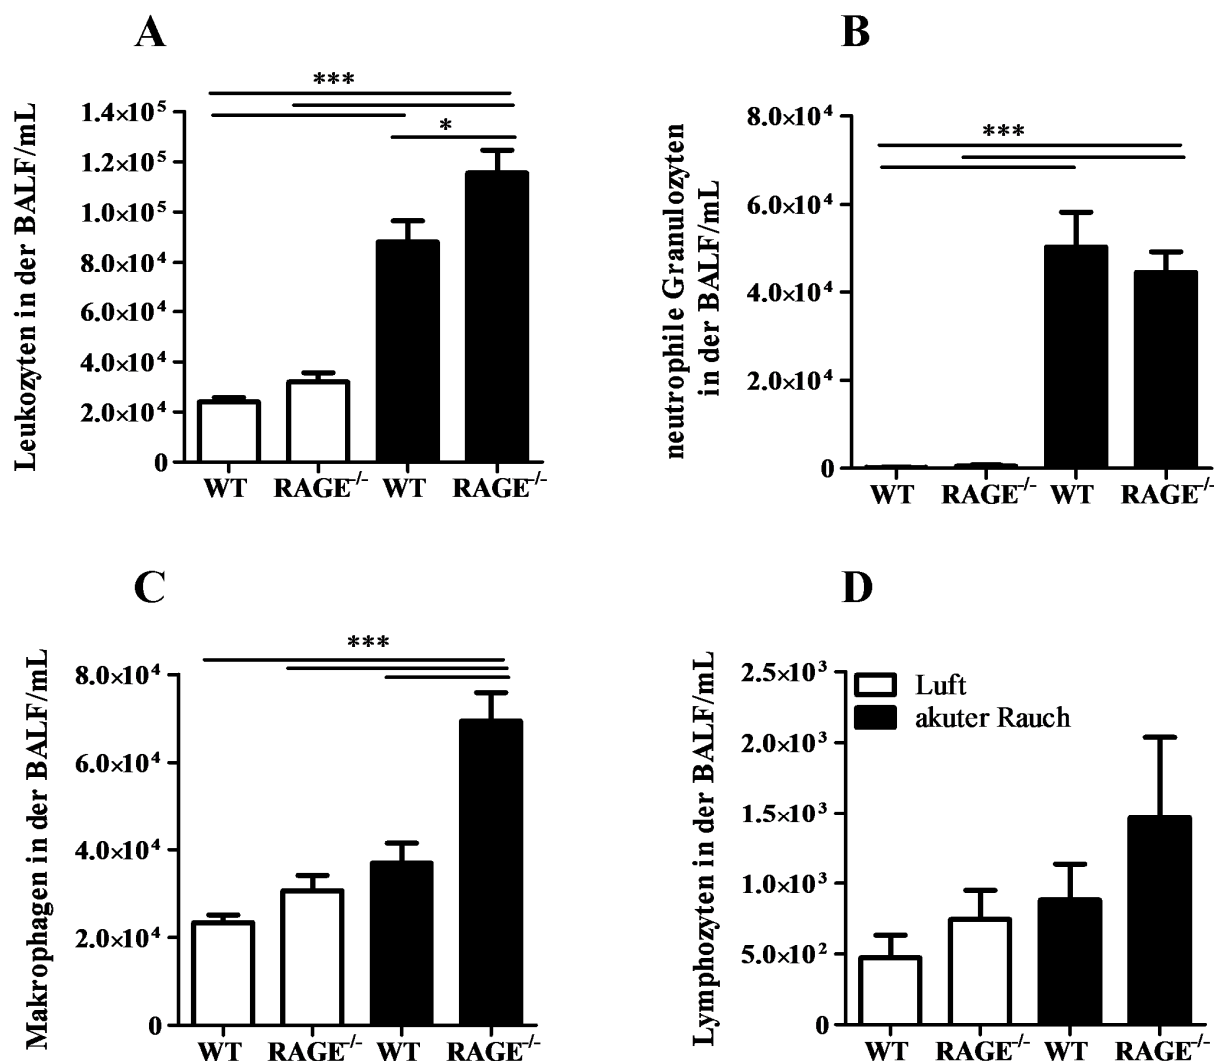 A
Leukozyten in der BALF/mL
***
*
1.4×10⁵
1.2×10⁵
1.0×10⁵
8.0×10⁴
6.0×10⁴
4.0×10⁴
2.0×10⁴
0
WT RAGE⁻/⁻ WT RAGE⁻/⁻
B
neutrophile Granulozyten
in der BALF/mL
***
8.0×10⁴
6.0×10⁴
4.0×10⁴
2.0×10⁴
0
WT RAGE⁻/⁻ WT RAGE⁻/⁻
C
Makrophagen in der BALF/mL
***
8.0×10⁴
6.0×10⁴
4.0×10⁴
2.0×10⁴
0
WT RAGE⁻/⁻ WT RAGE⁻/⁻
D
Lymphozyten in der BALF/mL
Luft
akuter Rauch
2.5×10³
2.0×10³
1.5×10³
1.0×10³
5.0×10²
0
WT RAGE⁻/⁻ WT RAGE⁻/⁻